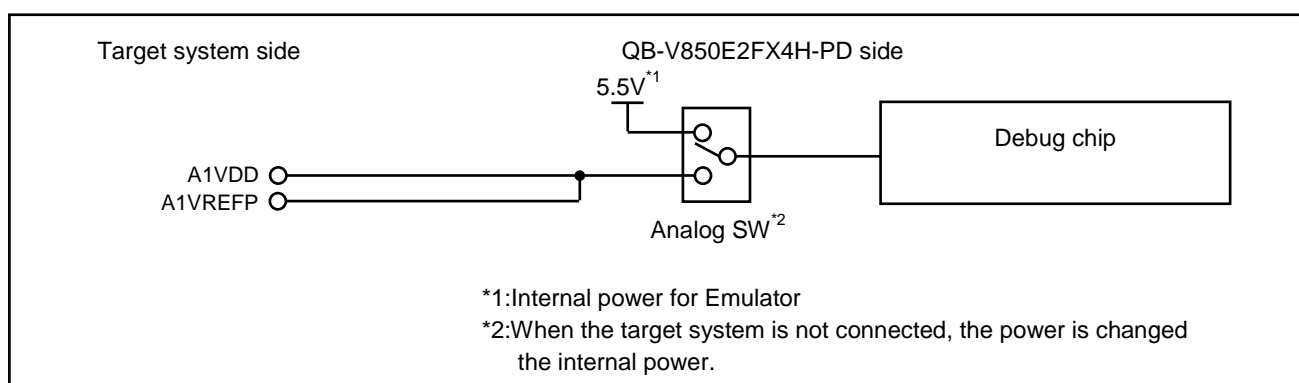 Target system side
QB-V850E2FX4H-PD side
5.5V*1
Debug chip
A1VDD
A1VREFP
Analog SW*2
*1:Internal power for Emulator
*2:When the target system is not connected, the power is changed
the internal power.